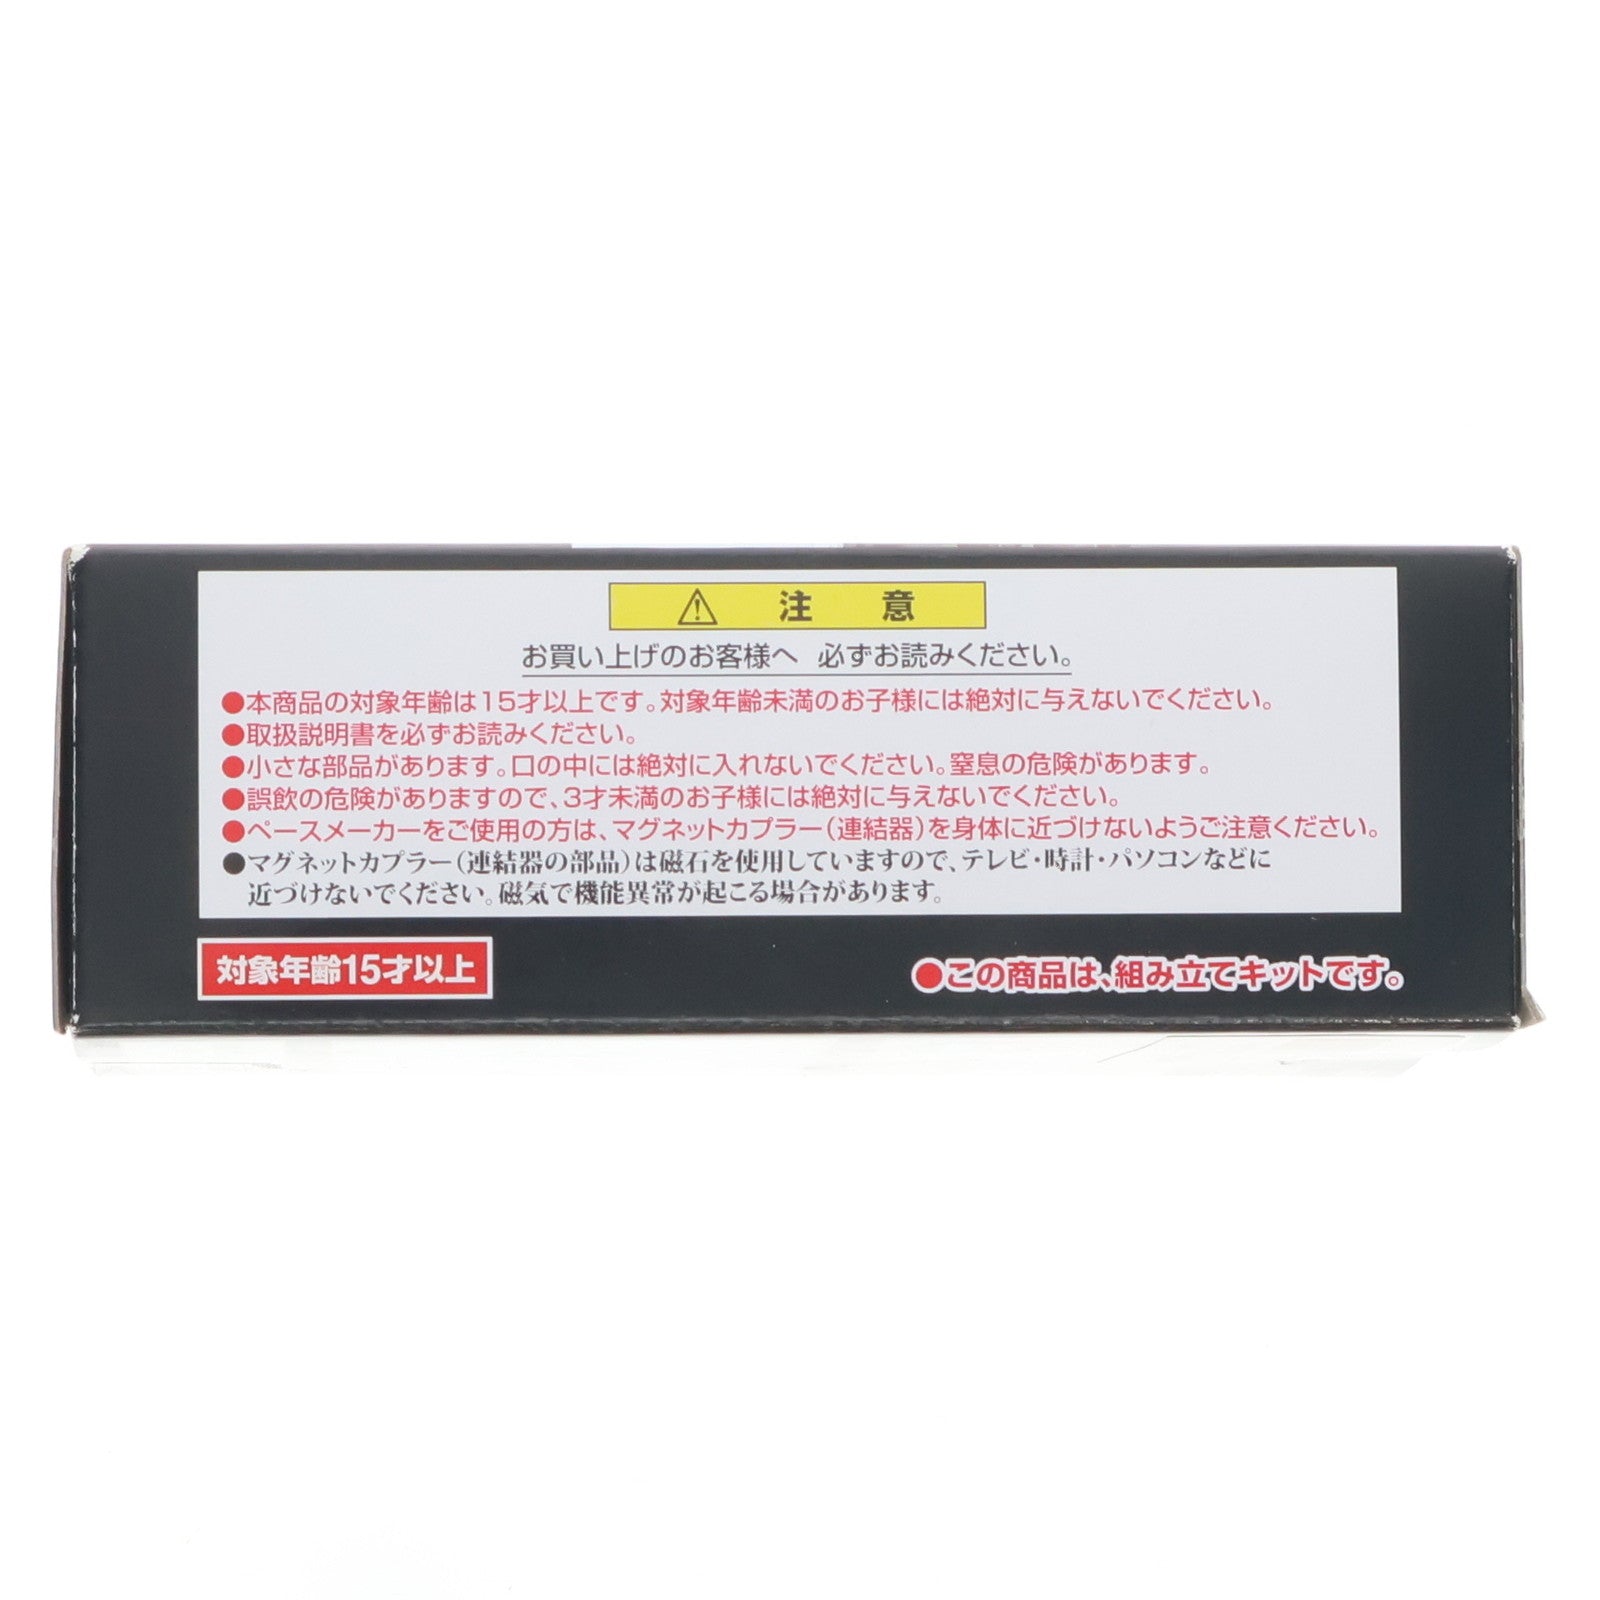 ⚠ 注 意
お買い上げのお客様へ 必ずお読みください。
●本商品の対象年齢は15才以上です。対象年齢未満のお子様には絶対に与えないでください。
●取扱説明書を必ずお読みください。
●小さな部品があります。口の中には絶対に入れないでください。窒息の危険があります。
●誤飲の危険がありますので、3才未満のお子様には絶対に与えないでください。
●ペースメーカーをご使用の方は、マグネットカプラー(連結器)を身体に近づけないようご注意ください。
●マグネットカプラー(連結器の部品)は磁石を使用していますので、テレビ・時計・パソコンなどに
近づけないでください。磁気で機能異常が起こる場合があります。
対象年齢15才以上
●この商品は、組み立てキットです。